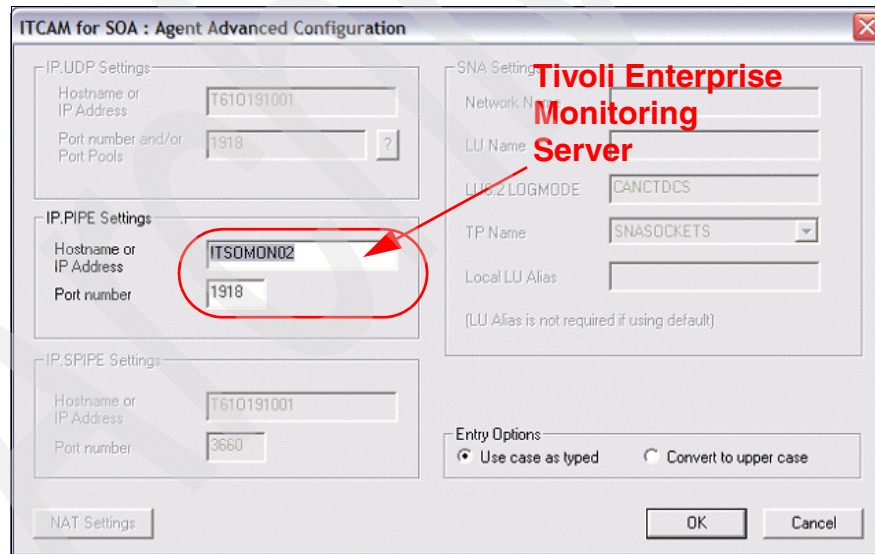 ITCAM for SOA : Agent Advanced Configuration
IP.UDP Settings
Hostname or
IP Address
T610191001
Port number and/or
Port Pools
1918
?
IP.PIPE Settings
Hostname or
IP Address
ITSOMON02
Port number
1918
IP.SPIPE Settings
Hostname or
IP Address
T610191001
Port number
3660
NAT Settings
SNA Settings
Tivoli Enterprise
Monitoring
Server
Network Name
LU Name
LU6.2 LOGMODE
CANCTDCS
TP Name
SNASOCKETS
Local LU Alias
(LU Alias is not required if using default)
Entry Options
Use case as typed
Convert to upper case
OK
Cancel